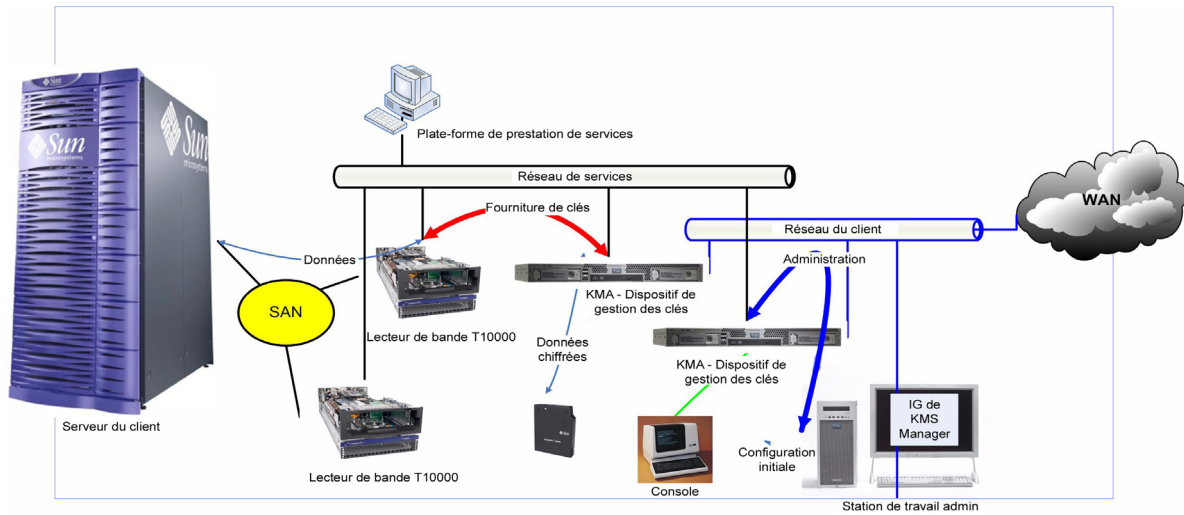 Sun
microsystems
Sun
microsystems
Plate-forme de prestation de services
Réseau de services
Fourniture de clés
Données
SAN
Lecteur de bande T10000
Lecteur de bande T10000
KMA - Dispositif de
gestion des clés
Données
chiffrées
KMA - Dispositif de
gestion des clés
Réseau du client
Administration
WAN
Serveur du client
Console
Configuration
initiale
IG de
KMS
Manager
Station de travail admin